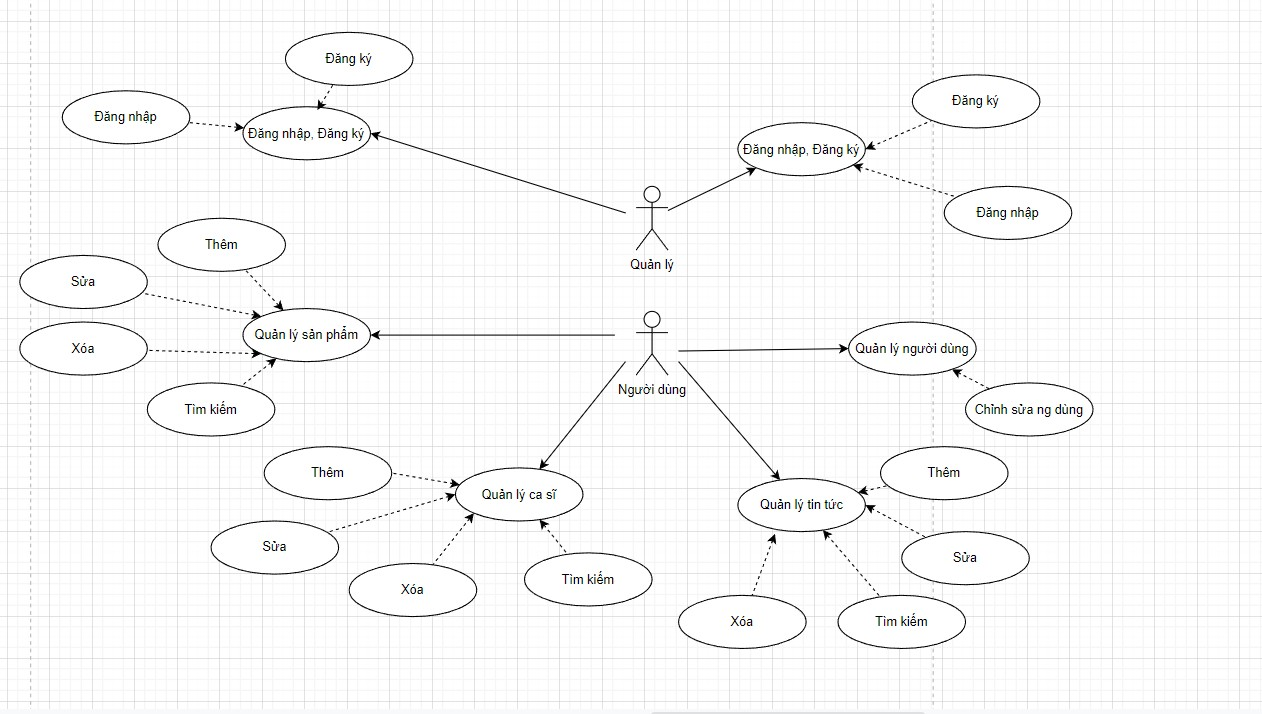 Đăng ký
Đăng nhập
Đăng nhập, Đăng ký
Đăng ký
Đăng nhập, Đăng ký
Đăng nhập
Quản lý
Thêm
Sửa
Quản lý sản phẩm
Xóa
Tìm kiếm
Người dùng
Quản lý người dùng
Chỉnh sửa ng dùng
Thêm
Quản lý ca sĩ
Sửa
Xóa
Tìm kiếm
Thêm
Quản lý tin tức
Sửa
Xóa
Tìm kiếm